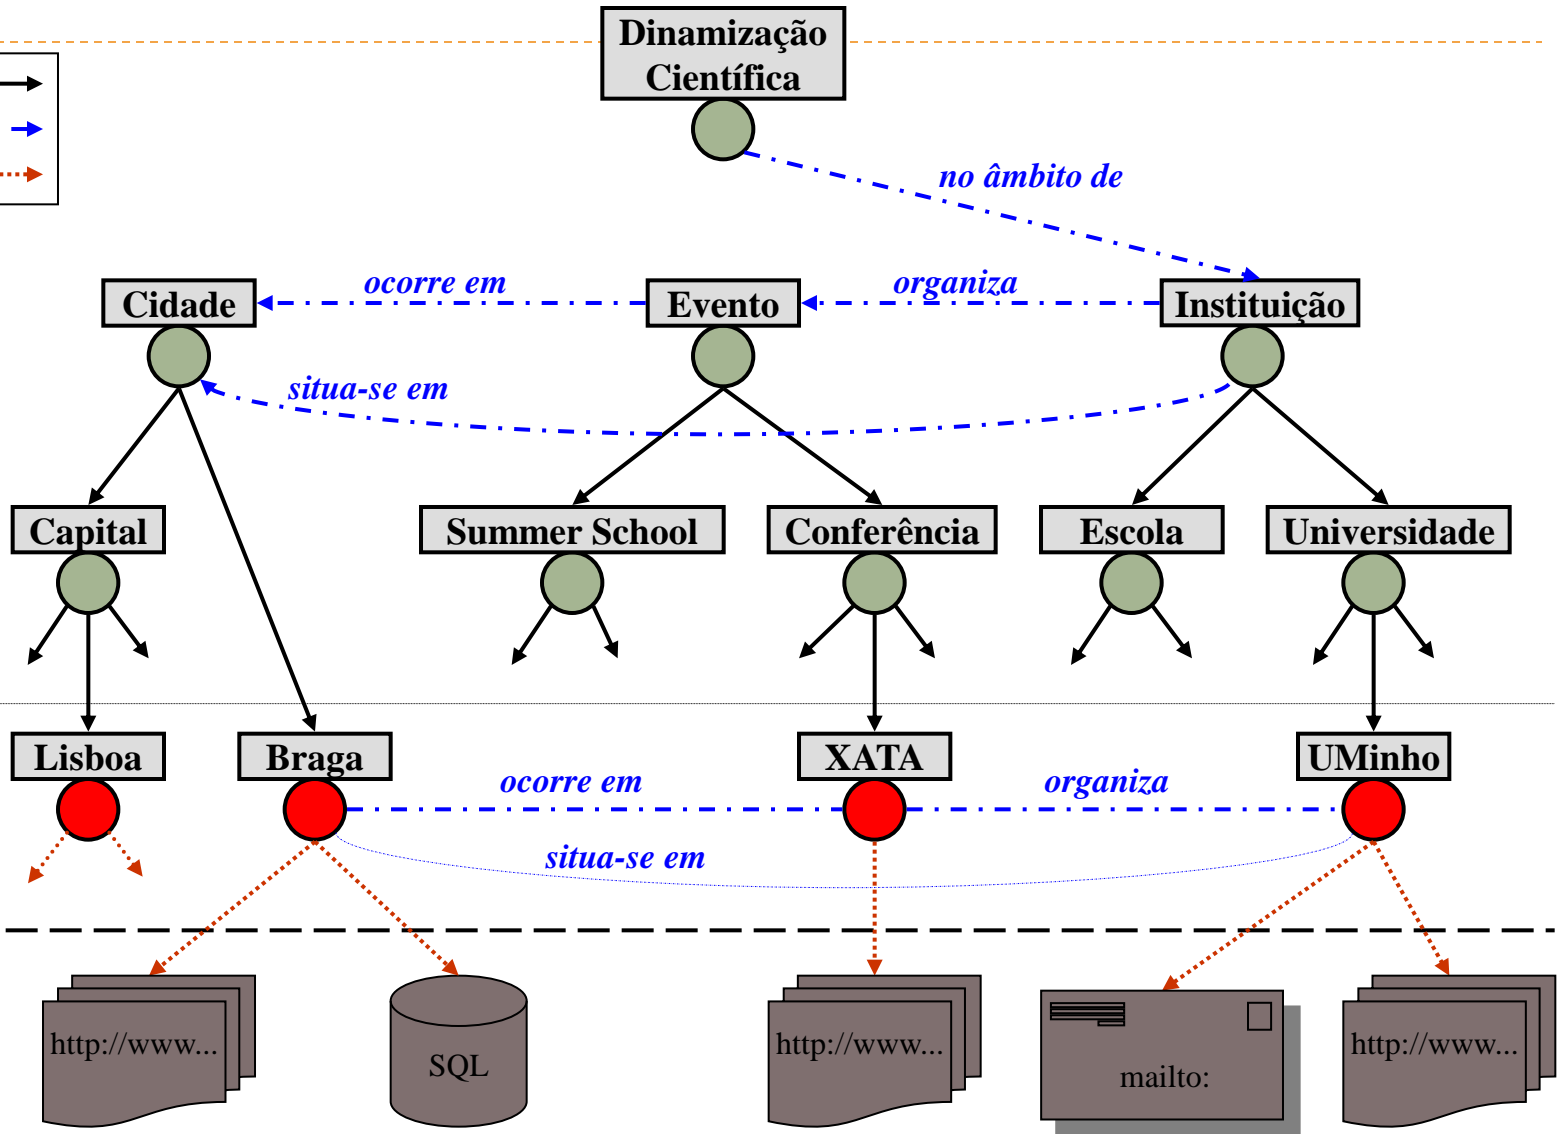 Dinamização
Científica
no âmbito de
ocorre em
organiza
Cidade
Evento
Instituição
situa-se em
Capital
Summer School
Conferência
Escola
Universidade
Lisboa
Braga
XATA
UMinho
ocorre em
organiza
situa-se em
http://www...
SQL
http://www...
mailto:
http://www...